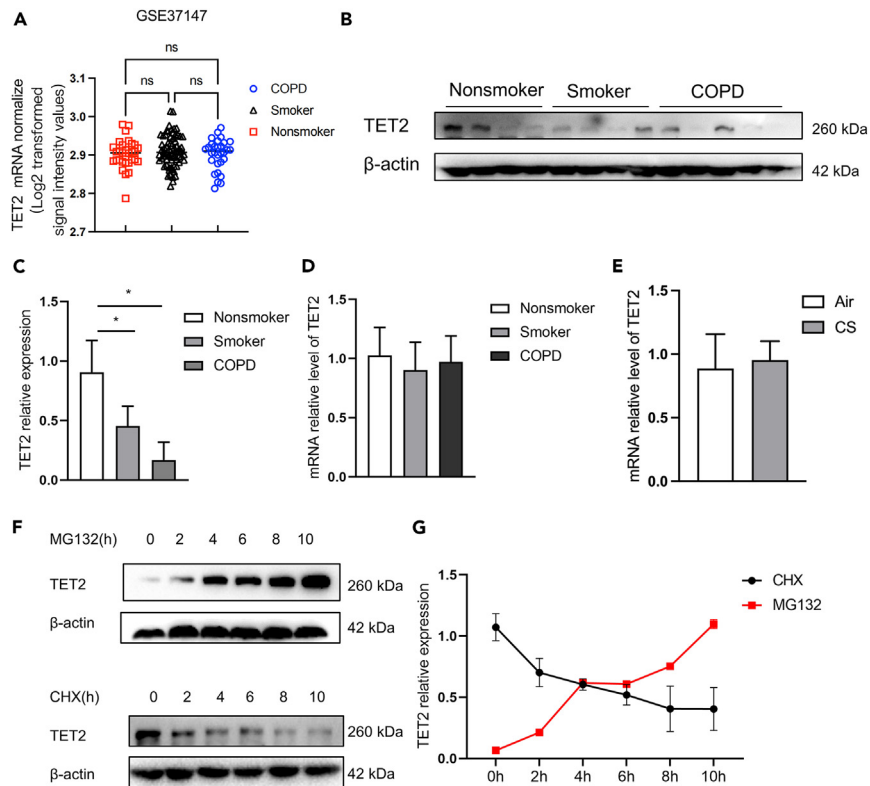 A
GSE37147
ns
ns
ns
3.1
3.0
2.9
2.8
2.7
TET2 mRNA normalize
(Log2 transformed
signal intensity values)
COPD
Smoker
Nonsmoker
B
Nonsmoker
Smoker
COPD
TET2
260 kDa
β-actin
42 kDa
C
*
*
1.5
1.0
0.5
0.0
TET2 relative expression
Nonsmoker
Smoker
COPD
D
1.5
1.0
0.5
0.0
mRNA relative level of TET2
Nonsmoker
Smoker
COPD
E
1.5
1.0
0.5
0.0
mRNA relative level of TET2
Air
CS
F
MG132(h) 0 2 4 6 8 10
TET2
260 kDa
β-actin
42 kDa
CHX(h) 0 2 4 6 8 10
TET2
260 kDa
β-actin
42 kDa
G
1.5
1.0
0.5
0.0
TET2 relative expression
0h 2h 4h 6h 8h 10h
CHX
MG132